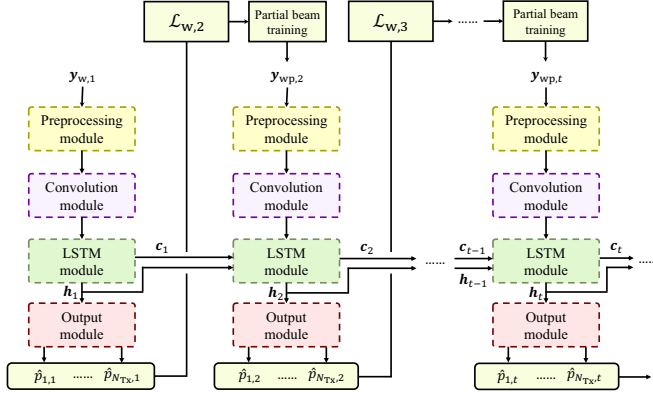 𝓛w,2
Partial beam
training
𝓛w,3
......
Partial beam
training
yw,1
ywp,2
ywp,t
Preprocessing
module
Preprocessing
module
Preprocessing
module
Convolution
module
Convolution
module
Convolution
module
LSTM
module
c1
LSTM
module
c2
......
ct−1
ht−1
LSTM
module
ct
......
h1
h2
ht
Output
module
Output
module
Output
module
p̂1,1 ...... p̂NTx,1
p̂1,2 ...... p̂NTx,2
p̂1,t ...... p̂NTx,t